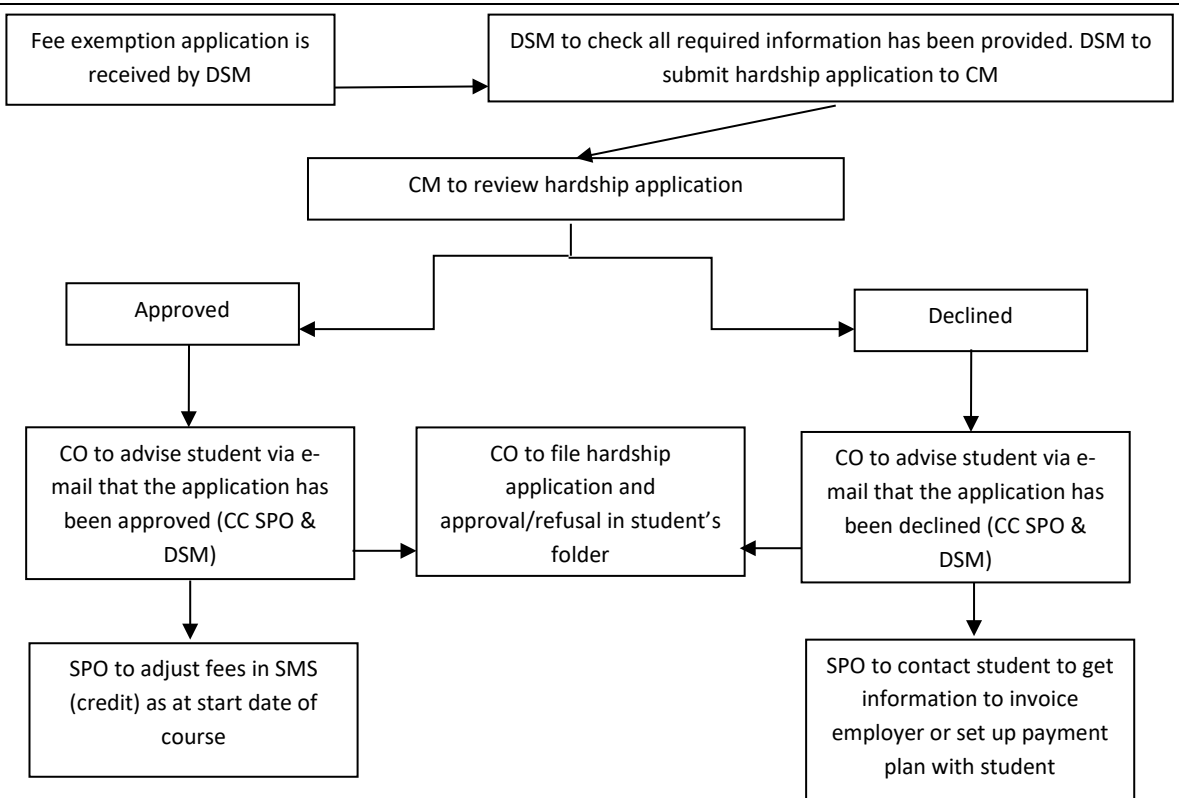 Fee exemption application is
received by DSM
DSM to check all required information has been provided. DSM to
submit hardship application to CM
CM to review hardship application
Approved
Declined
CO to advise student via e-
mail that the application has
been approved (CC SPO &
DSM)
CO to file hardship
application and
approval/refusal in student’s
folder
CO to advise student via e-
mail that the application has
been declined (CC SPO &
DSM)
SPO to adjust fees in SMS
(credit) as at start date of
course
SPO to contact student to get
information to invoice
employer or set up payment
plan with student